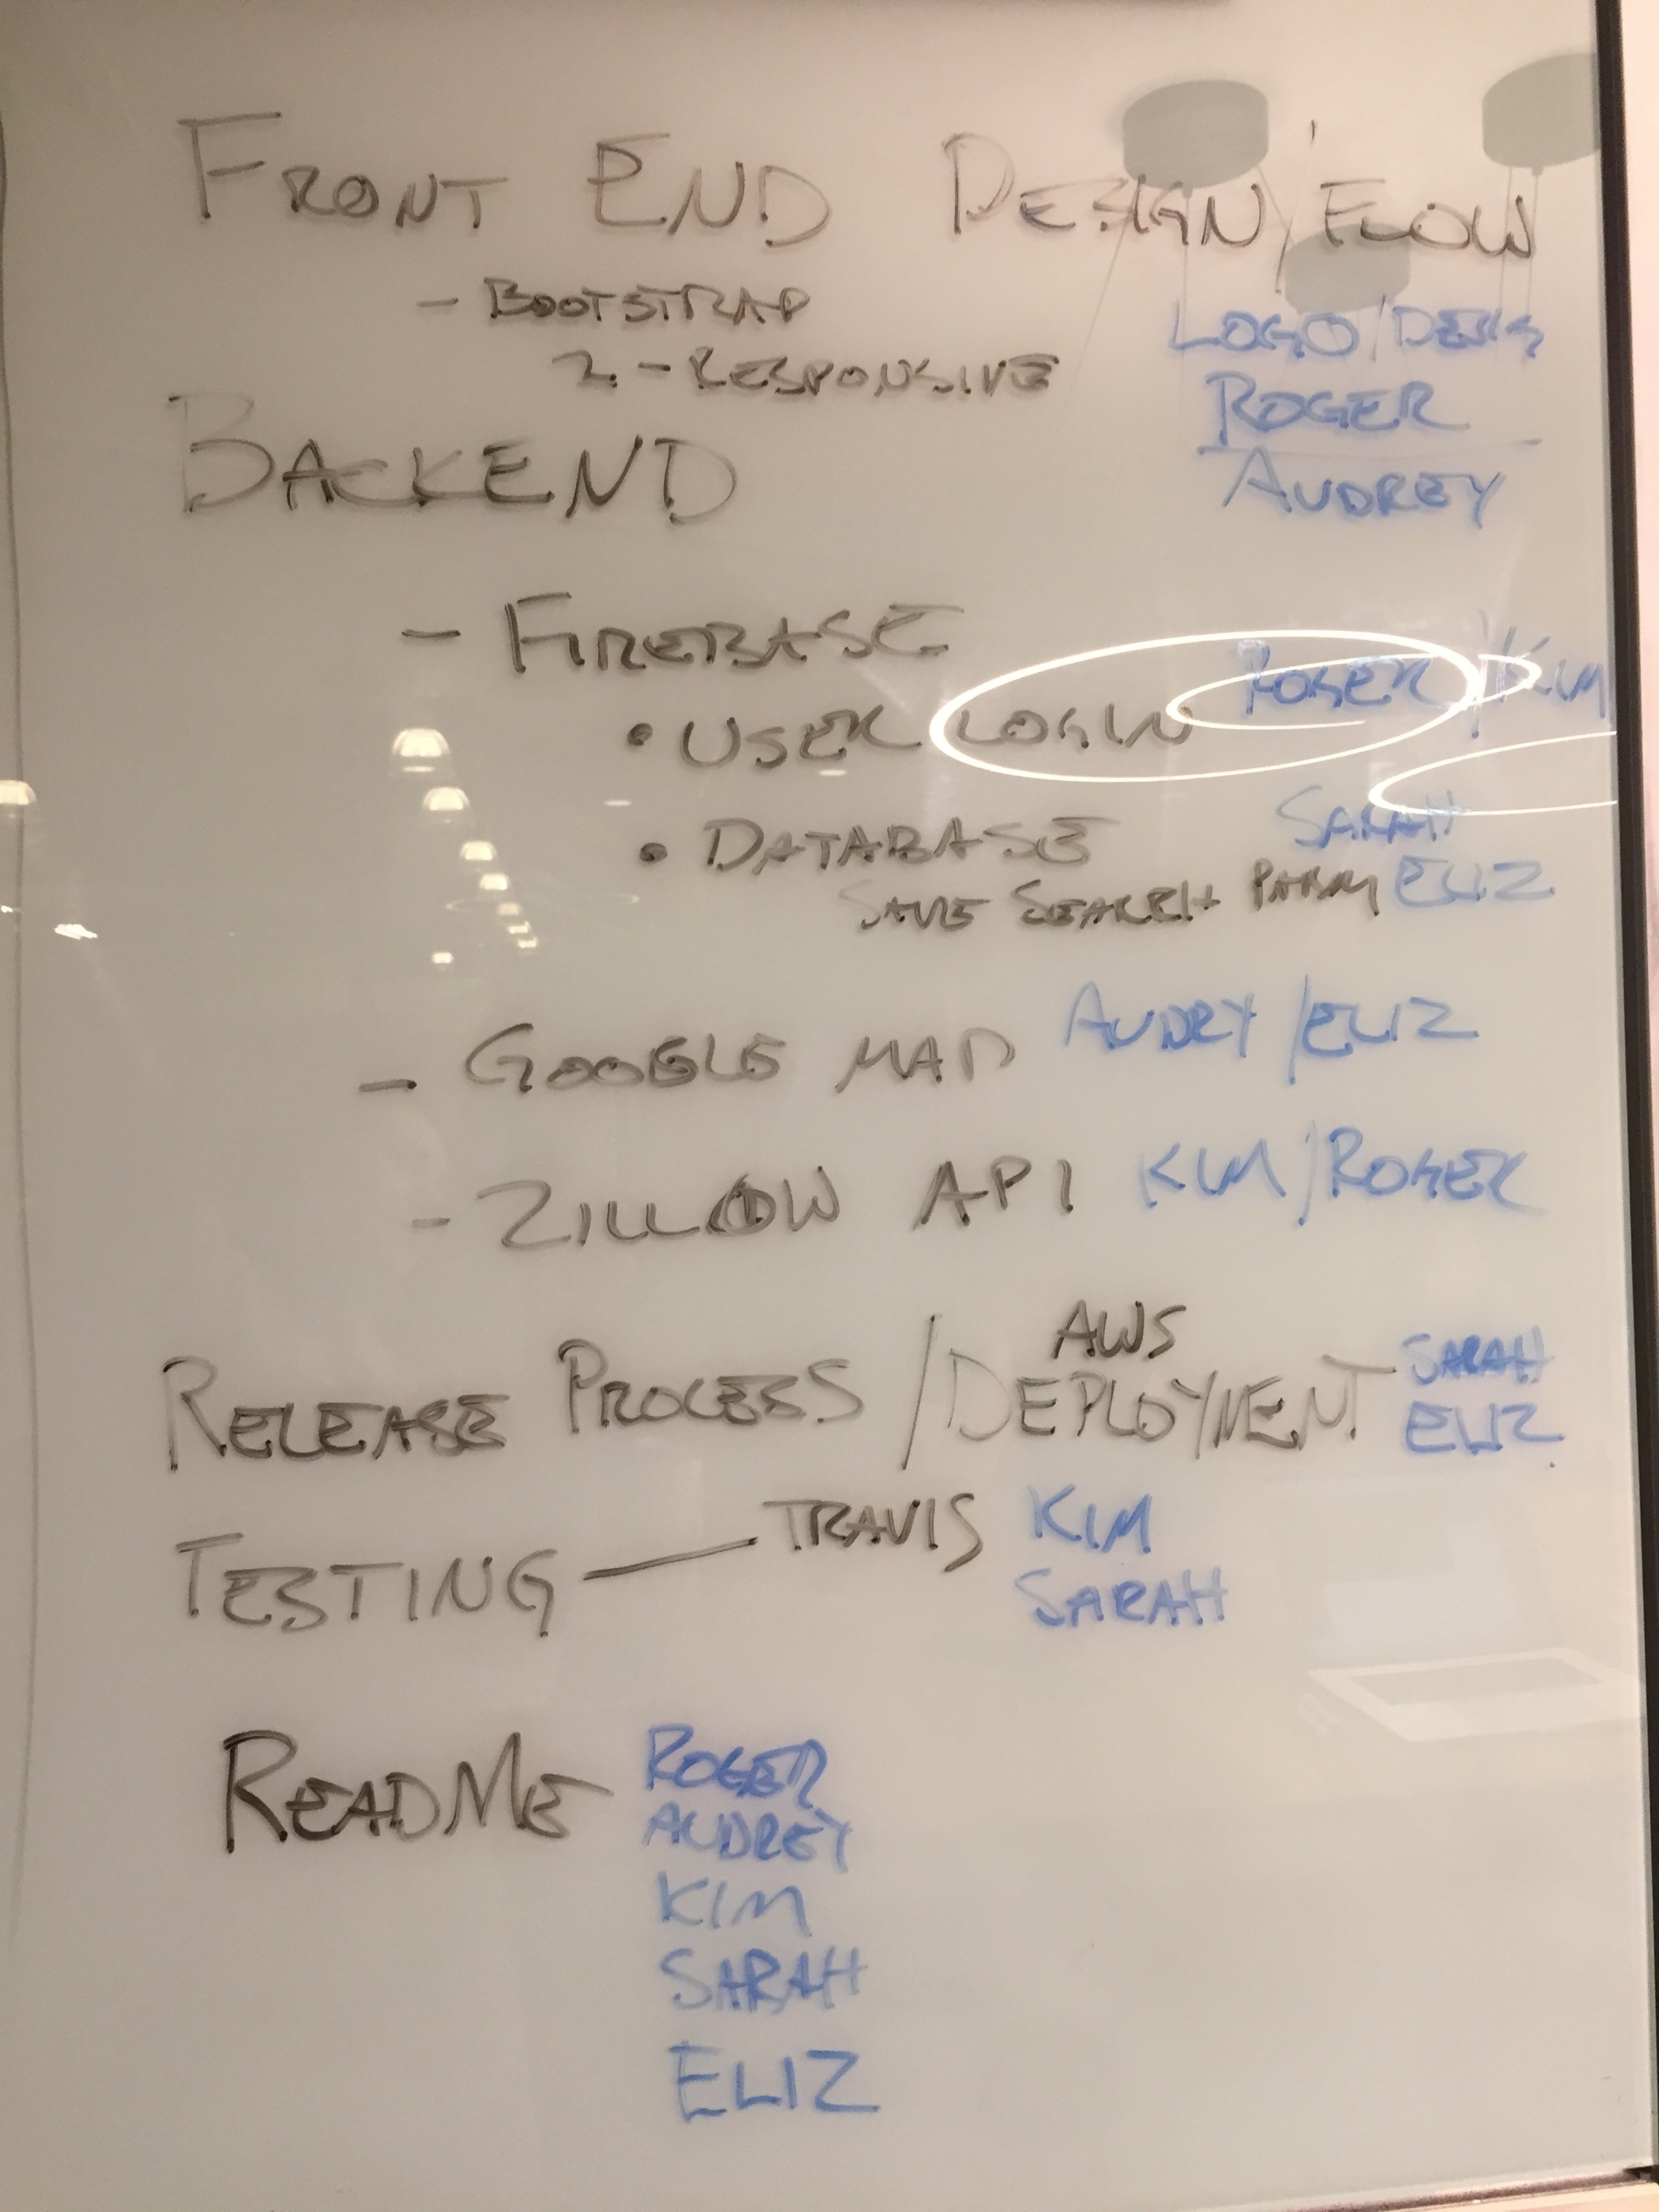 FRONT END DESIGN/FLOW
- BOOTSTRAP
2 - RESPONSIVE
LOGO/DESIG
ROGER
AUDREY
BACKEND
- FIREBASE
• USER LOGIN ROGER/KIM
• DATABASE SARAH
SAVE SEARCH PARM ELIZ
- GOOGLE MAP AUDRY/ELIZ
- ZILLOW API KIM/ROGER
AWS
RELEASE PROCESS/DEPLOYMENT SARAH
ELIZ
TESTING — TRAVIS KIM
SARAH
README ROGER
AUDREY
KIM
SARAH
ELIZ